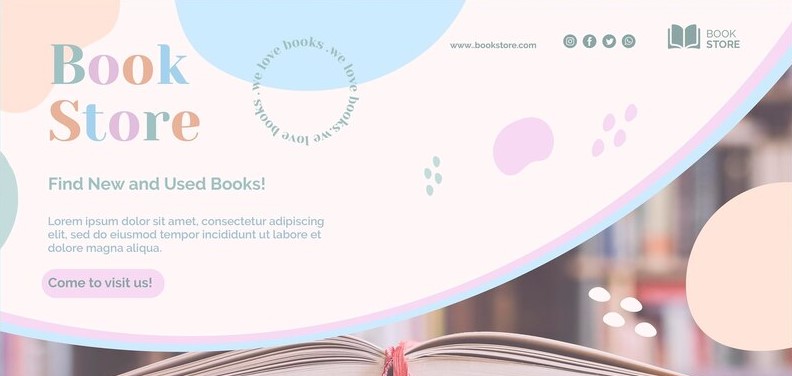 Book
Store
we love books .we love books.we love books .
www.bookstore.com
BOOK
STORE
Find New and Used Books!
Lorem ipsum dolor sit amet, consectetur adipiscing
elit, sed do eiusmod tempor incididunt ut labore et
dolore magna aliqua.
Come to visit us!